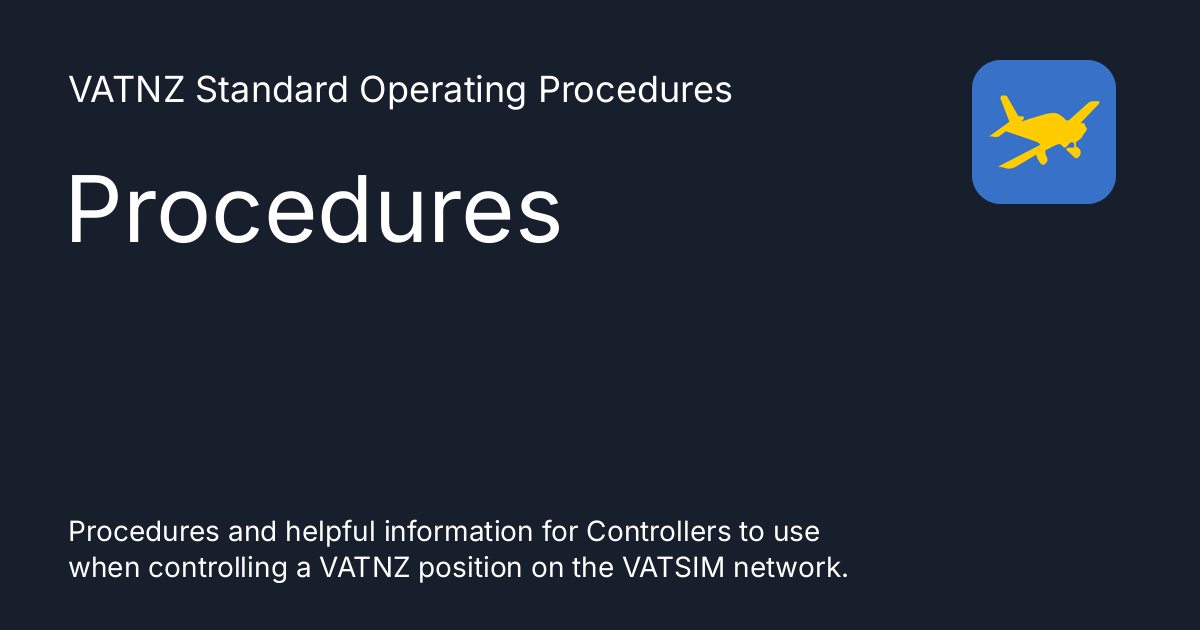 VATNZ Standard Operating Procedures
Procedures
Procedures and helpful information for Controllers to use
when controlling a VATNZ position on the VATSIM network.